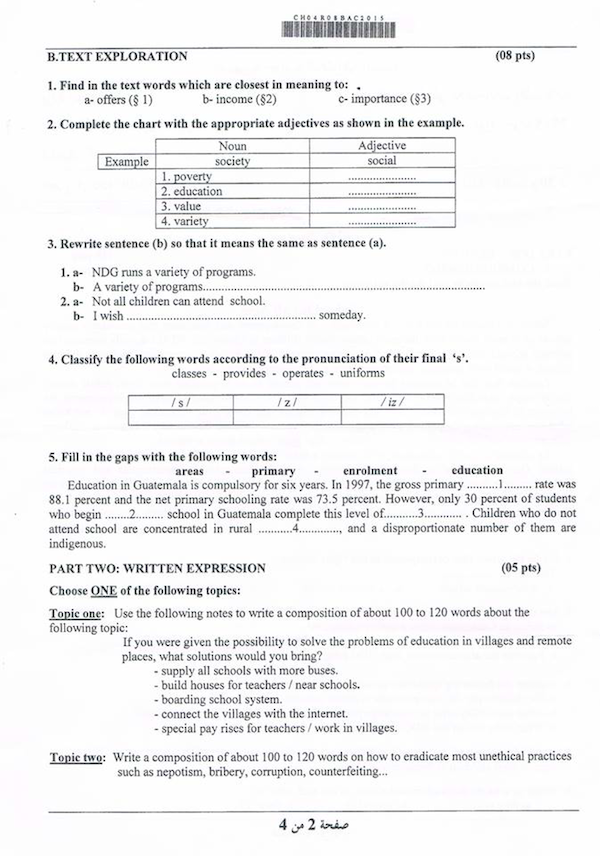 CH04R08BAC2015
B.TEXT EXPLORATION (08 pts)
1. Find in the text words which are closest in meaning to: .
a- offers (§ 1) b- income (§2) c- importance (§3)
2. Complete the chart with the appropriate adjectives as shown in the example.
Noun Adjective
Example society social
1. poverty ......................
2. education ......................
3. value ......................
4. variety ......................
3. Rewrite sentence (b) so that it means the same as sentence (a).
1. a- NDG runs a variety of programs.
b- A variety of programs..........................................................................................
2. a- Not all children can attend school.
b- I wish ............................................................ someday.
4. Classify the following words according to the pronunciation of their final ‘s’.
classes - provides - operates - uniforms
/ s / / z / / iz /
5. Fill in the gaps with the following words:
areas - primary - enrolment - education
Education in Guatemala is compulsory for six years. In 1997, the gross primary ..........1......... rate was
88.1 percent and the net primary schooling rate was 73.5 percent. However, only 30 percent of students
who begin ........2......... school in Guatemala complete this level of...........3............ . Children who do not
attend school are concentrated in rural ...........4............., and a disproportionate number of them are
indigenous.
PART TWO: WRITTEN EXPRESSION (05 pts)
Choose ONE of the following topics:
Topic one: Use the following notes to write a composition of about 100 to 120 words about the
following topic:
If you were given the possibility to solve the problems of education in villages and remote
places, what solutions would you bring?
- supply all schools with more buses.
- build houses for teachers / near schools.
- boarding school system.
- connect the villages with the internet.
- special pay rises for teachers / work in villages.
Topic two: Write a composition of about 100 to 120 words on how to eradicate most unethical practices
such as nepotism, bribery, corruption, counterfeiting...
صفحة 2 من 4